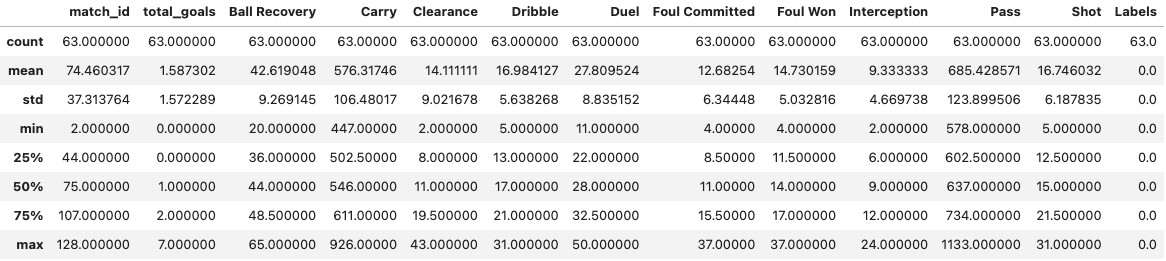 match_id total_goals Ball Recovery Carry Clearance Dribble Duel Foul Committed Foul Won Interception Pass Shot Labels
count 63.000000 63.000000 63.000000 63.00000 63.000000 63.000000 63.000000 63.00000 63.000000 63.000000 63.000000 63.000000 63.0
mean 74.460317 1.587302 42.619048 576.31746 14.111111 16.984127 27.809524 12.68254 14.730159 9.333333 685.428571 16.746032 0.0
std 37.313764 1.572289 9.269145 106.48017 9.021678 5.638268 8.835152 6.34448 5.032816 4.669738 123.899506 6.187835 0.0
min 2.000000 0.000000 20.000000 447.00000 2.000000 5.000000 11.000000 4.00000 4.000000 2.000000 578.000000 5.000000 0.0
25% 44.000000 0.000000 36.000000 502.50000 8.000000 13.000000 22.000000 8.50000 11.500000 6.000000 602.500000 12.500000 0.0
50% 75.000000 1.000000 44.000000 546.00000 11.000000 17.000000 28.000000 11.00000 14.000000 9.000000 637.000000 15.000000 0.0
75% 107.000000 2.000000 48.500000 611.00000 19.500000 21.000000 32.500000 15.50000 17.000000 12.000000 734.000000 21.500000 0.0
max 128.000000 7.000000 65.000000 926.00000 43.000000 31.000000 50.000000 37.00000 37.000000 24.000000 1133.000000 31.000000 0.0